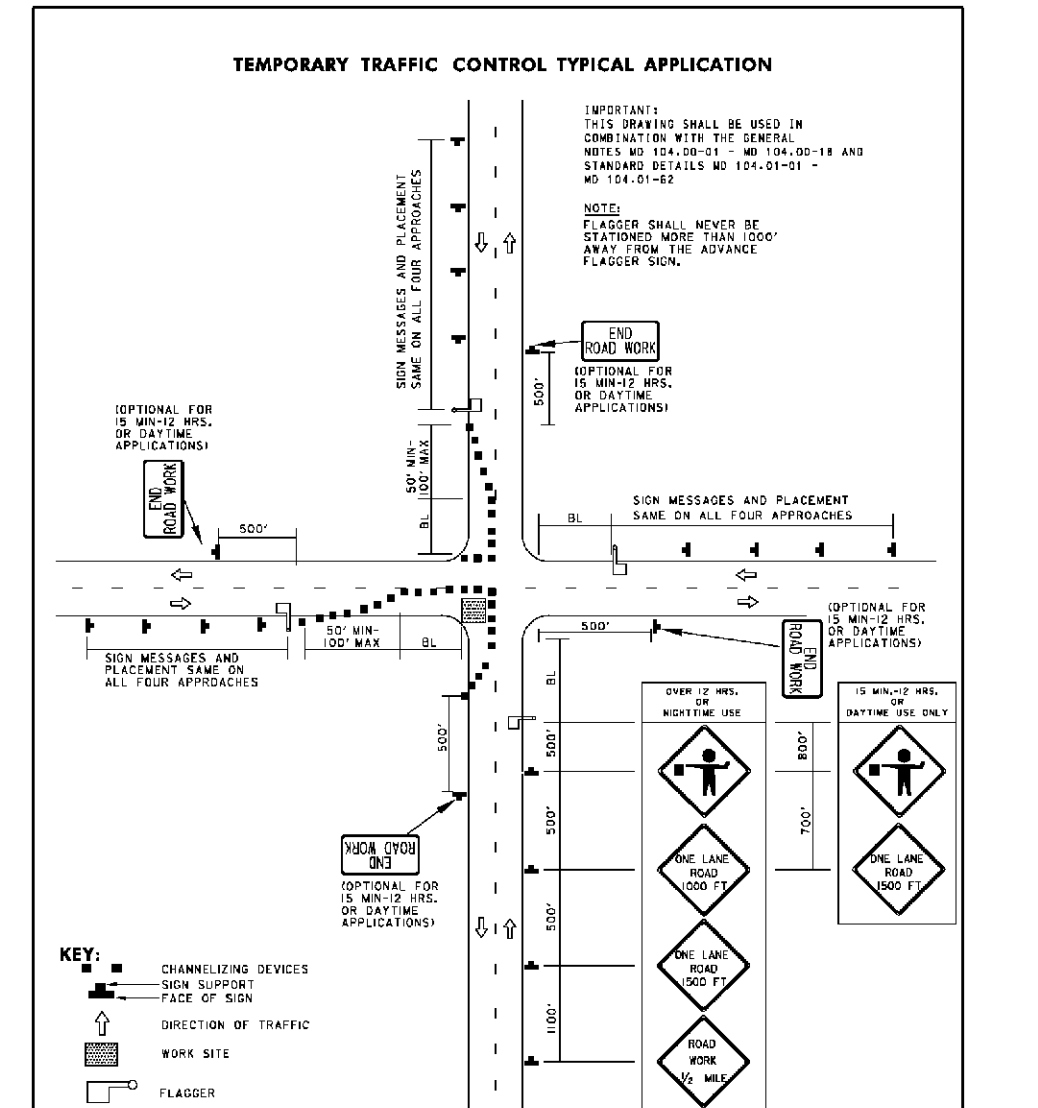 TEMPORARY TRAFFIC CONTROL TYPICAL APPLICATION
IMPORTANT:
THIS DRAWING SHALL BE USED IN
COMBINATION WITH THE GENERAL
NOTES MD 104.00-01 - MD 104.00-18 AND
STANDARD DETAILS MD 104.01-01 -
MD 104.01-62
NOTE:
FLAGGER SHALL NEVER BE
STATIONED MORE THAN 1000'
AWAY FROM THE ADVANCE
FLAGGER SIGN.
SIGN MESSAGES AND PLACEMENT
SAME ON ALL FOUR APPROACHES
END
ROAD WORK
500'
(OPTIONAL FOR
15 MIN-12 HRS.
OR DAYTIME
APPLICATIONS)
(OPTIONAL FOR
15 MIN-12 HRS.
OR DAYTIME
APPLICATIONS)
END
ROAD WORK
500'
50' MIN-
100' MAX
BL
SIGN MESSAGES AND PLACEMENT
SAME ON ALL FOUR APPROACHES
BL
50' MIN-
100' MAX
BL
SIGN MESSAGES AND
PLACEMENT SAME ON
ALL FOUR APPROACHES
500'
(OPTIONAL FOR
15 MIN-12 HRS.
OR DAYTIME
APPLICATIONS)
END
ROAD WORK
BL
500'
500'
500'
1100'
500'
END
ROAD WORK
(OPTIONAL FOR
15 MIN-12 HRS.
OR DAYTIME
APPLICATIONS)
OVER 12 HRS.
OR
NIGHTTIME USE
ONE LANE
ROAD
1000 FT
ONE LANE
ROAD
1500 FT
ROAD
WORK
1/2 MILE
800'
700'
15 MIN.-12 HRS.
OR
DAYTIME USE ONLY
ONE LANE
ROAD
1500 FT
KEY:
CHANNELIZING DEVICES
SIGN SUPPORT
FACE OF SIGN
DIRECTION OF TRAFFIC
WORK SITE
FLAGGER